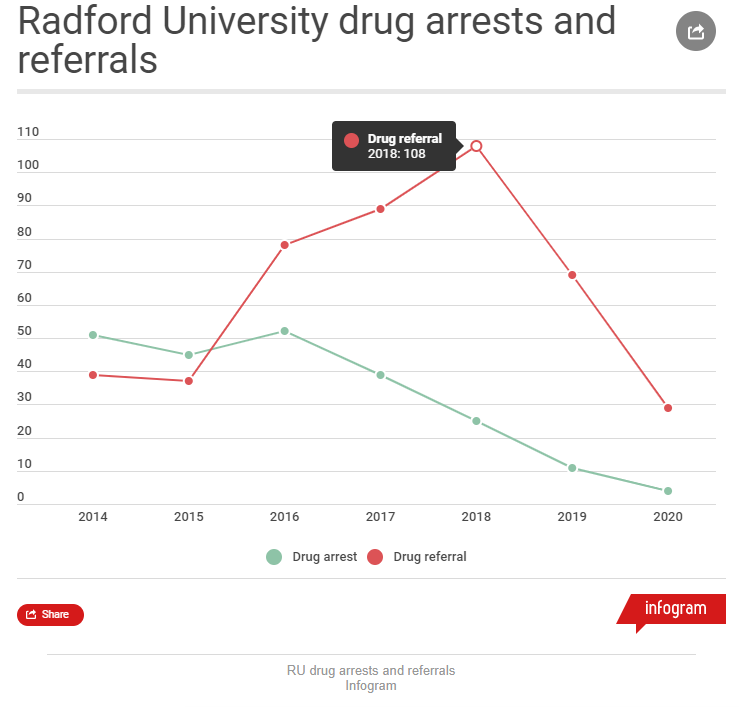 Radford University drug arrests and
referrals
Drug referral
2018: 108
110
100
90
80
70
60
50
40
30
20
10
0
2014 2015 2016 2017 2018 2019 2020
Drug arrest Drug referral
Share
infogram
RU drug arrests and referrals
Infogram